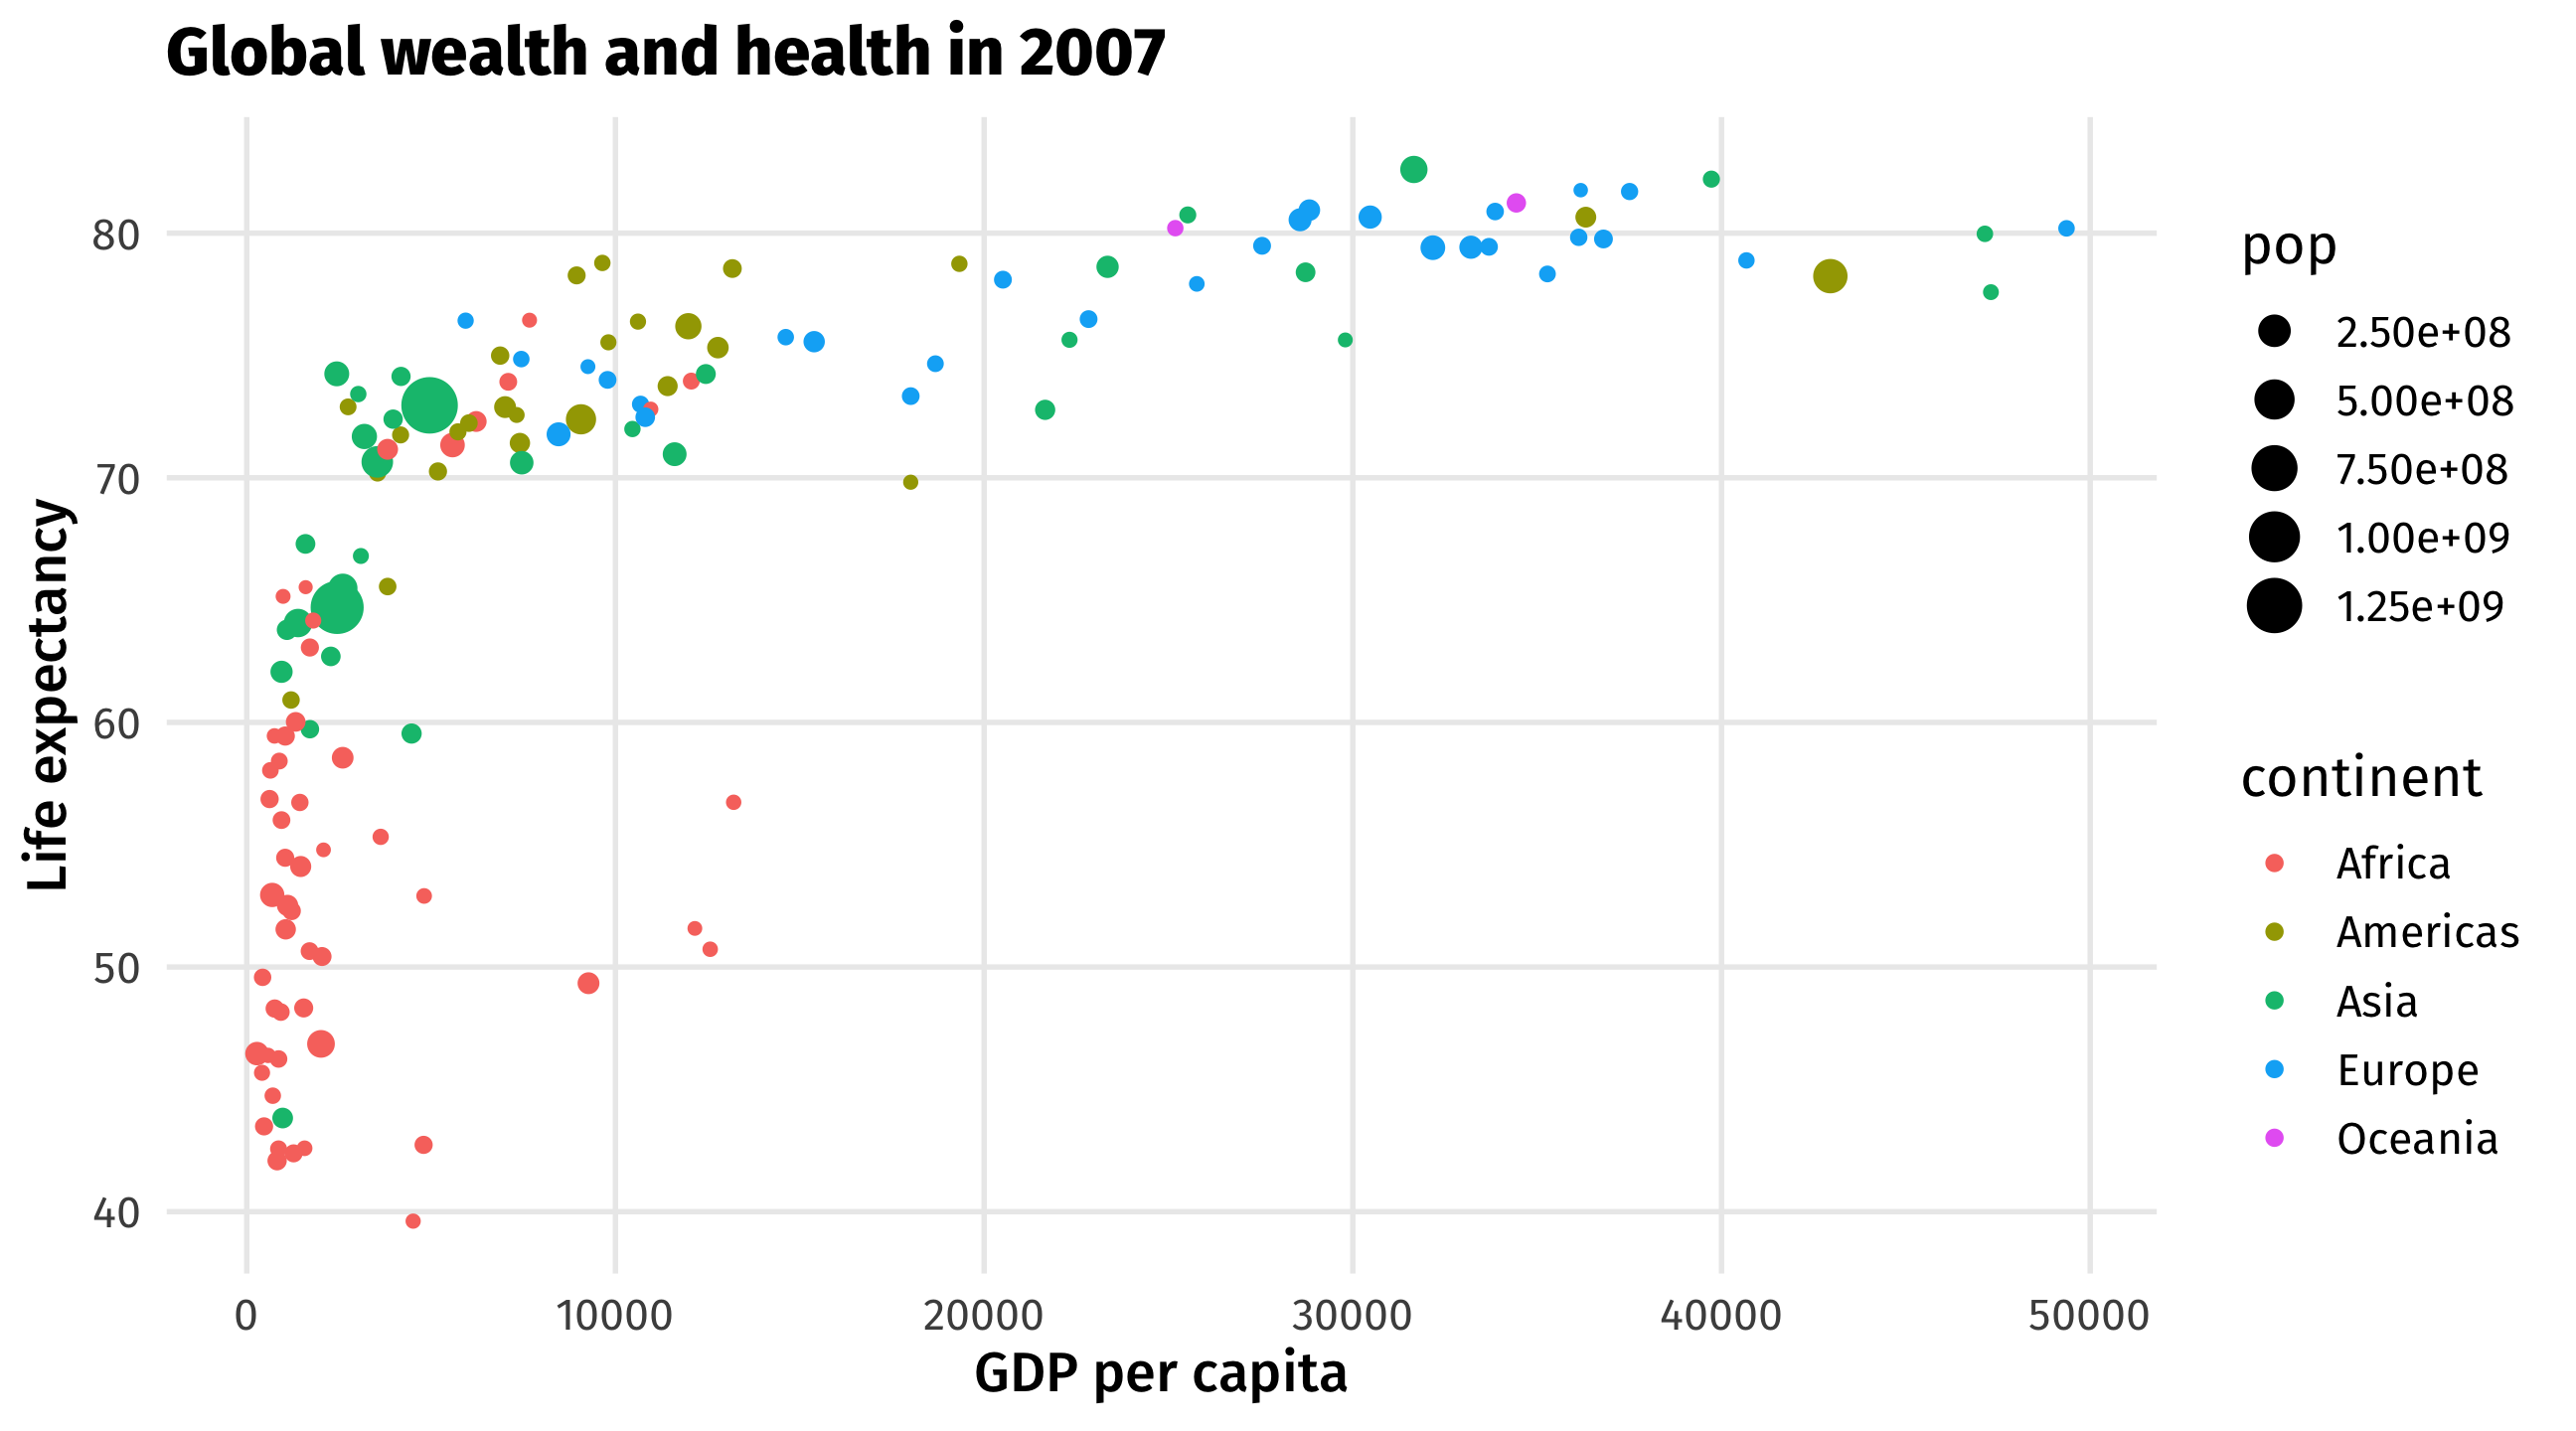 Global wealth and health in 2007
Life expectancy
80
70
60
50
40
0 10000 20000 30000 40000 50000
GDP per capita
pop
2.50e+08
5.00e+08
7.50e+08
1.00e+09
1.25e+09
continent
Africa
Americas
Asia
Europe
Oceania